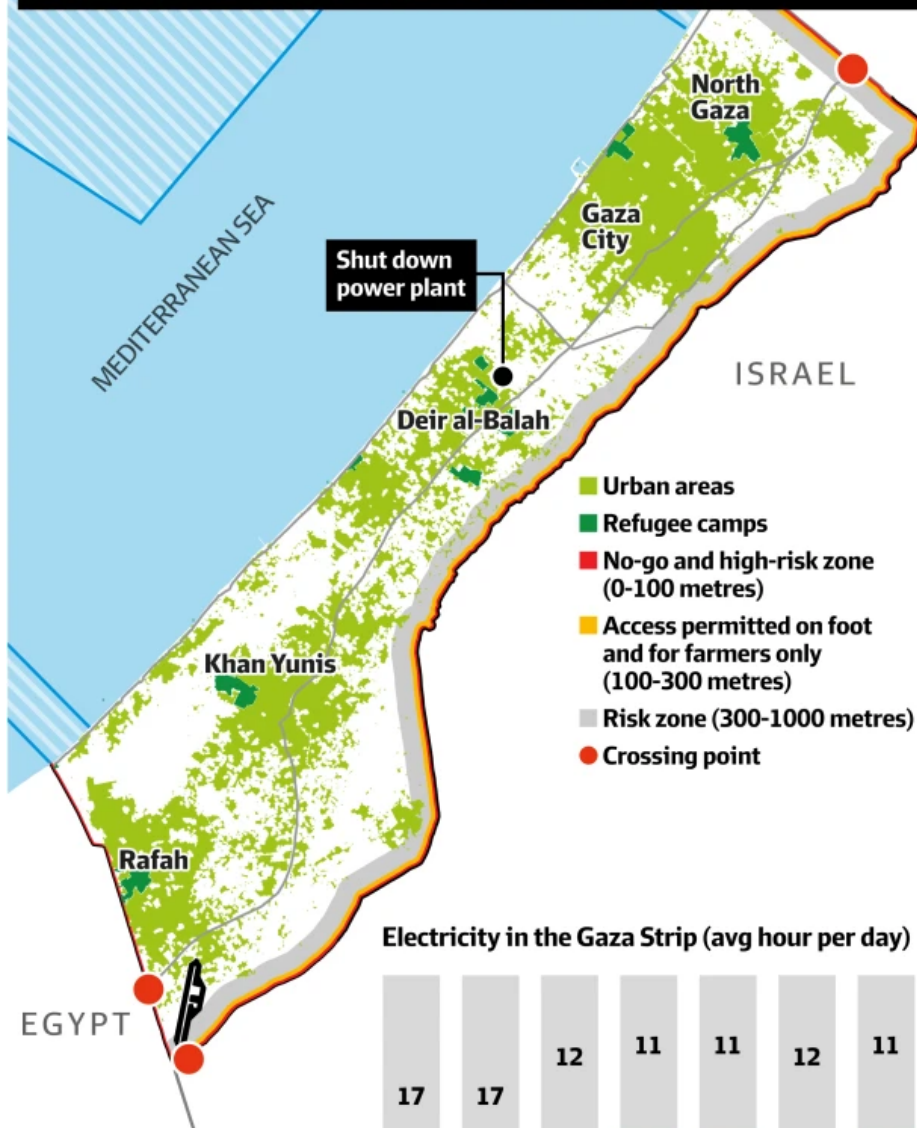 North
Gaza
Gaza
City
Shut down
power plant
MEDITERRANEAN SEA
ISRAEL
Deir al-Balah
Urban areas
Refugee camps
No-go and high-risk zone
(0-100 metres)
Access permitted on foot
and for farmers only
(100-300 metres)
Risk zone (300-1000 metres)
Crossing point
Khan Yunis
Rafah
EGYPT
Electricity in the Gaza Strip (avg hour per day)
17 17 12 11 11 12 11